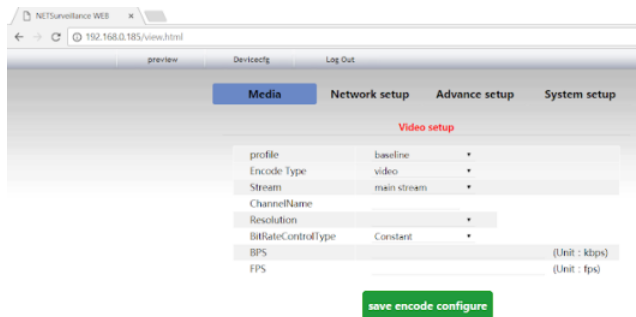 NETSurveillance WEB
192.168.0.185/view.html
preview Devicecfg Log Out
Media Network setup Advance setup System setup
Video setup
profile baseline
Encode Type video
Stream main stream
ChannelName
Resolution
BitRateControlType Constant
BPS (Unit : kbps)
FPS (Unit : fps)
save encode configure